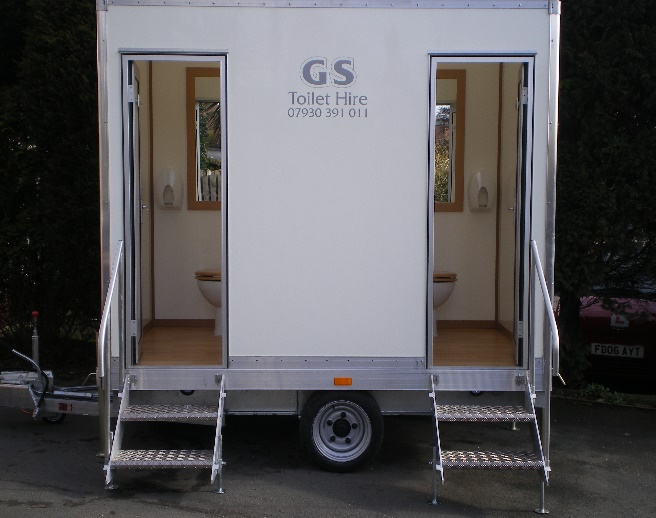 GS
Toilet Hire
07930 391 011
FD06 AYT